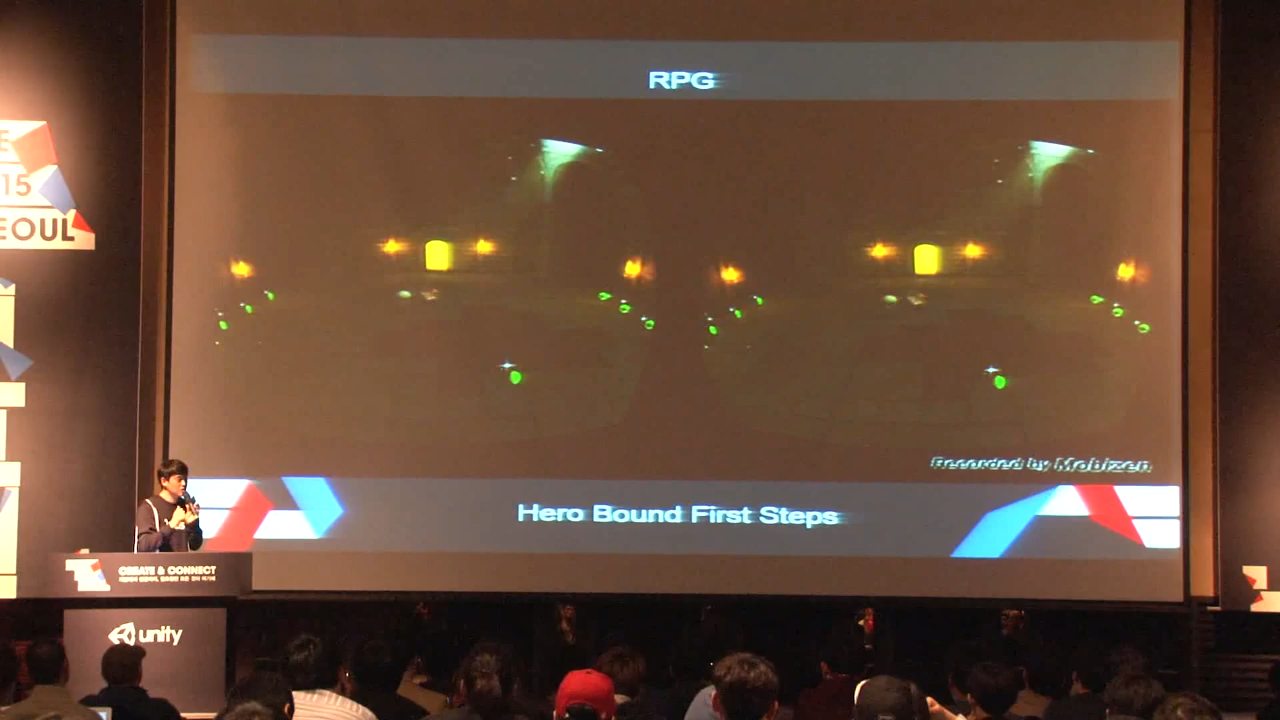 RPG
E
15
EOUL
Recorded by Mobizen
Hero Bound First Steps
CREATE & CONNECT
unity